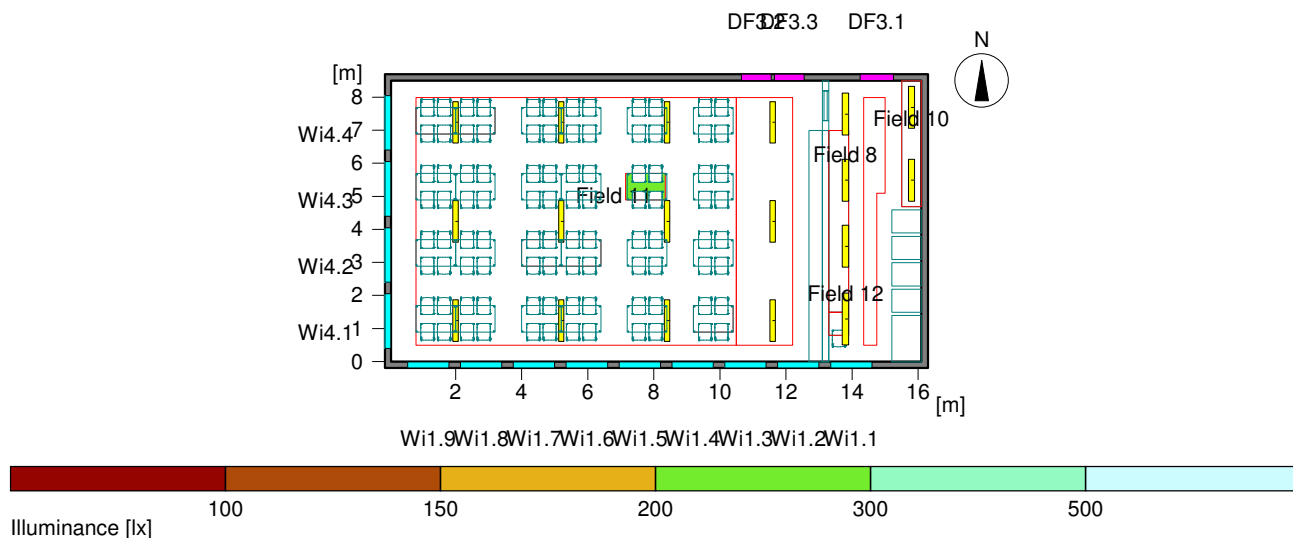 DF3.2 DF3.3 DF3.1
N
[m]
8
7
6
5
4
3
2
1
0
Wi4.4
Wi4.3
Wi4.2
Wi4.1
Field 10
Field 8
Field 11
Field 12
2 4 6 8 10 12 14 16
[m]
Wi1.9 Wi1.8 Wi1.7 Wi1.6 Wi1.5 Wi1.4 Wi1.3 Wi1.2 Wi1.1
100 150 200 300 500
Illuminance [lx]